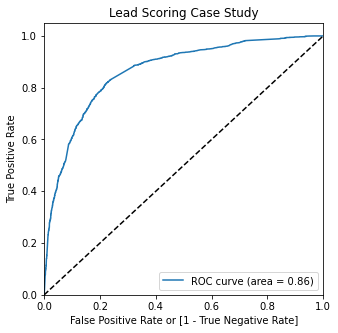 Lead Scoring Case Study
True Positive Rate
1.0
0.8
0.6
0.4
0.2
0.0
ROC curve (area = 0.86)
0.0 0.2 0.4 0.6 0.8 1.0
False Positive Rate or [1 - True Negative Rate]